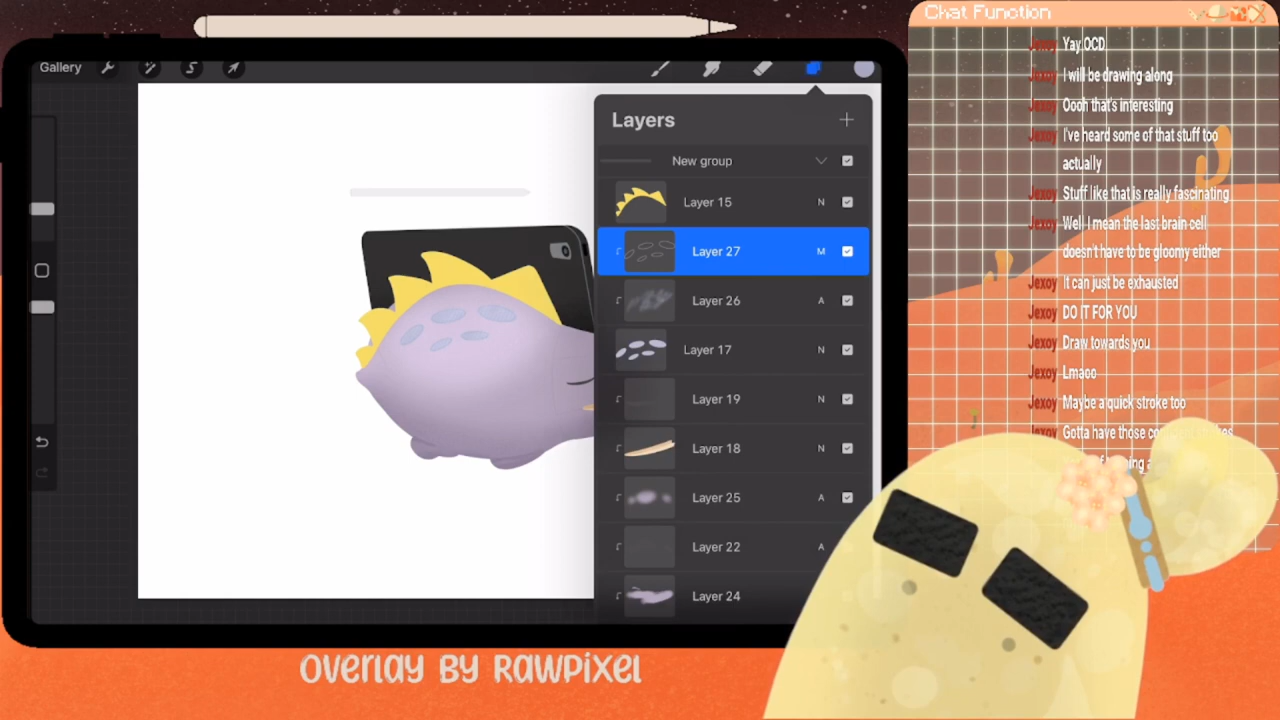 Chat Function
Gallery
Layers
New group
Layer 15 N
Layer 27 M
Layer 26 A
Layer 17 N
Layer 19 N
Layer 18 N
Layer 25 A
Layer 22 A
Layer 24
Jexoy Yay OCD
Jexoy I will be drawing along
Jexoy Oooh that's interesting
Jexoy I've heard some of that stuff too
actually
Jexoy Stuff like that is really fascinating
Jexoy Well I mean the last brain cell
doesn't have to be gloomy either
Jexoy It can just be exhausted
Jexoy DO IT FOR YOU
Jexoy Draw towards you
Jexoy Lmaoo
Jexoy Maybe a quick stroke too
Jexoy Gotta have those
OVERLAY BY RAWPIXEL